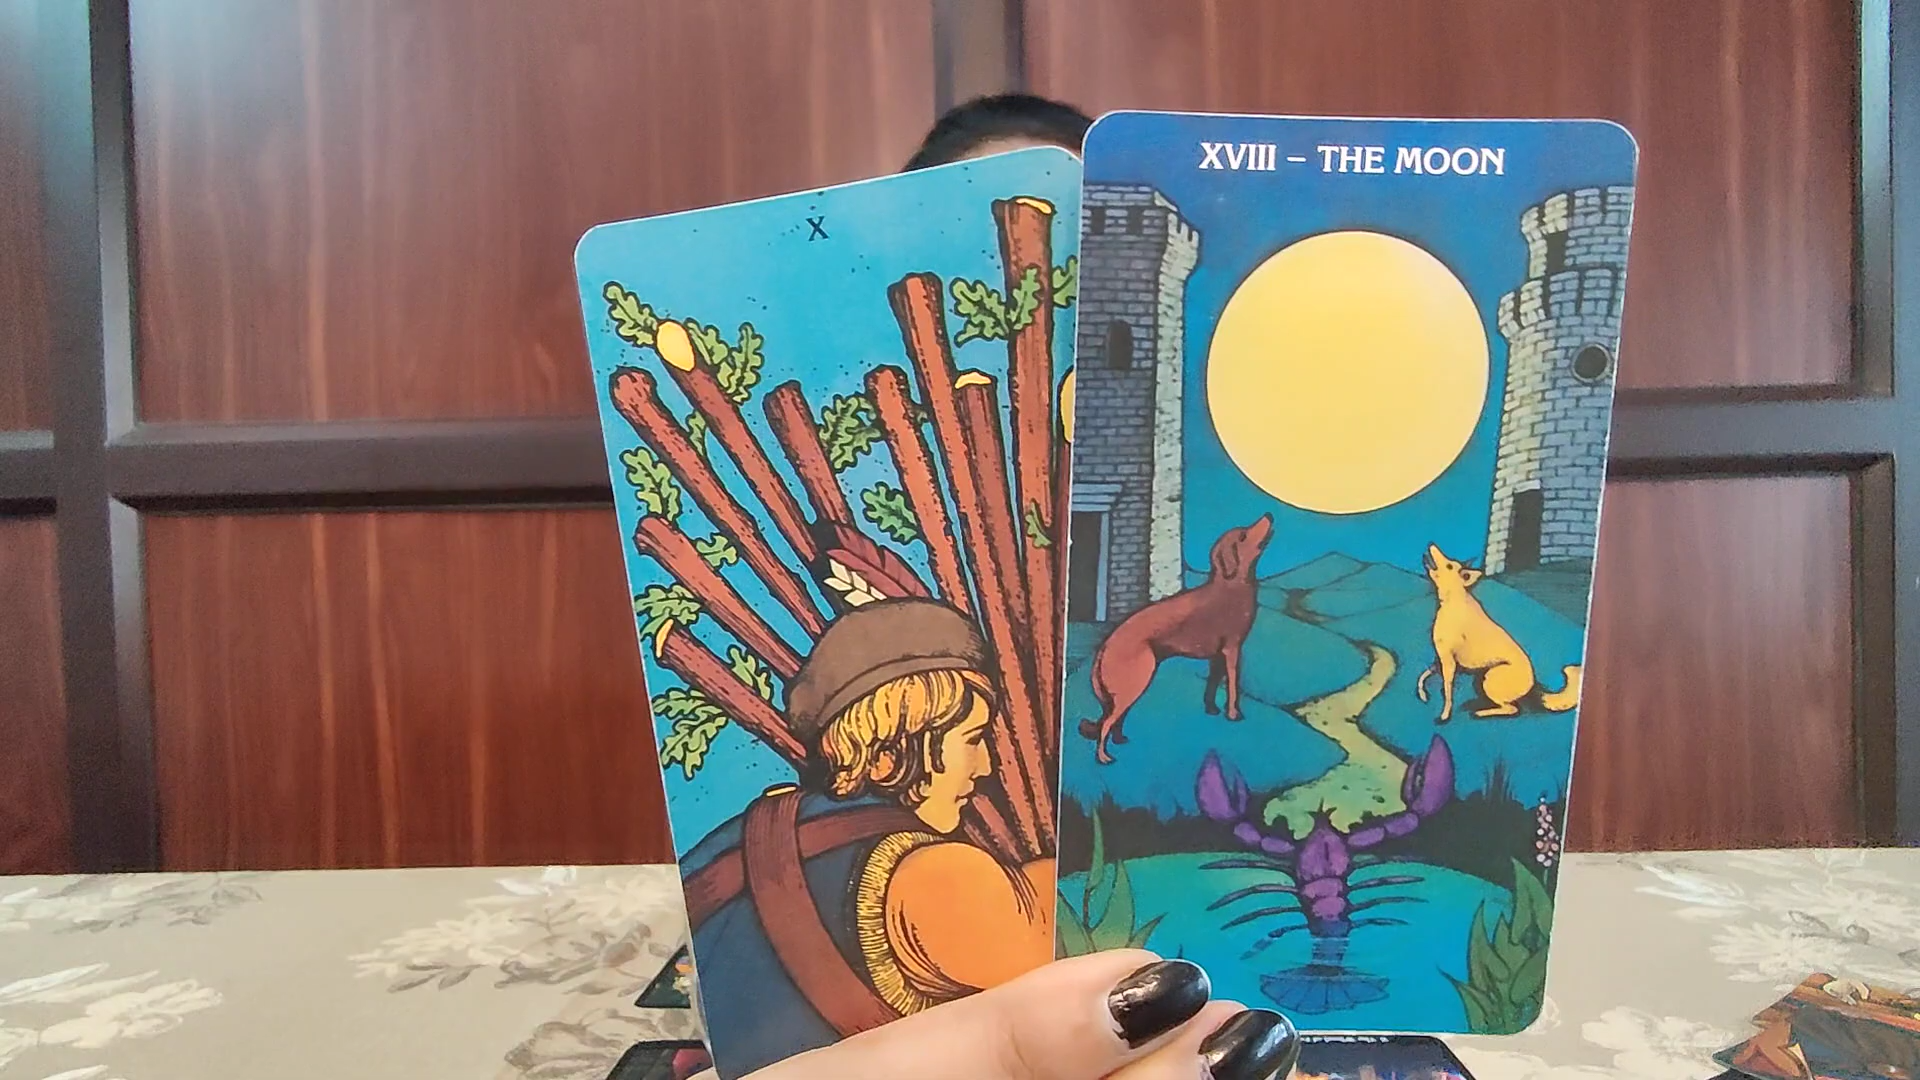 X
XVIII – THE MOON